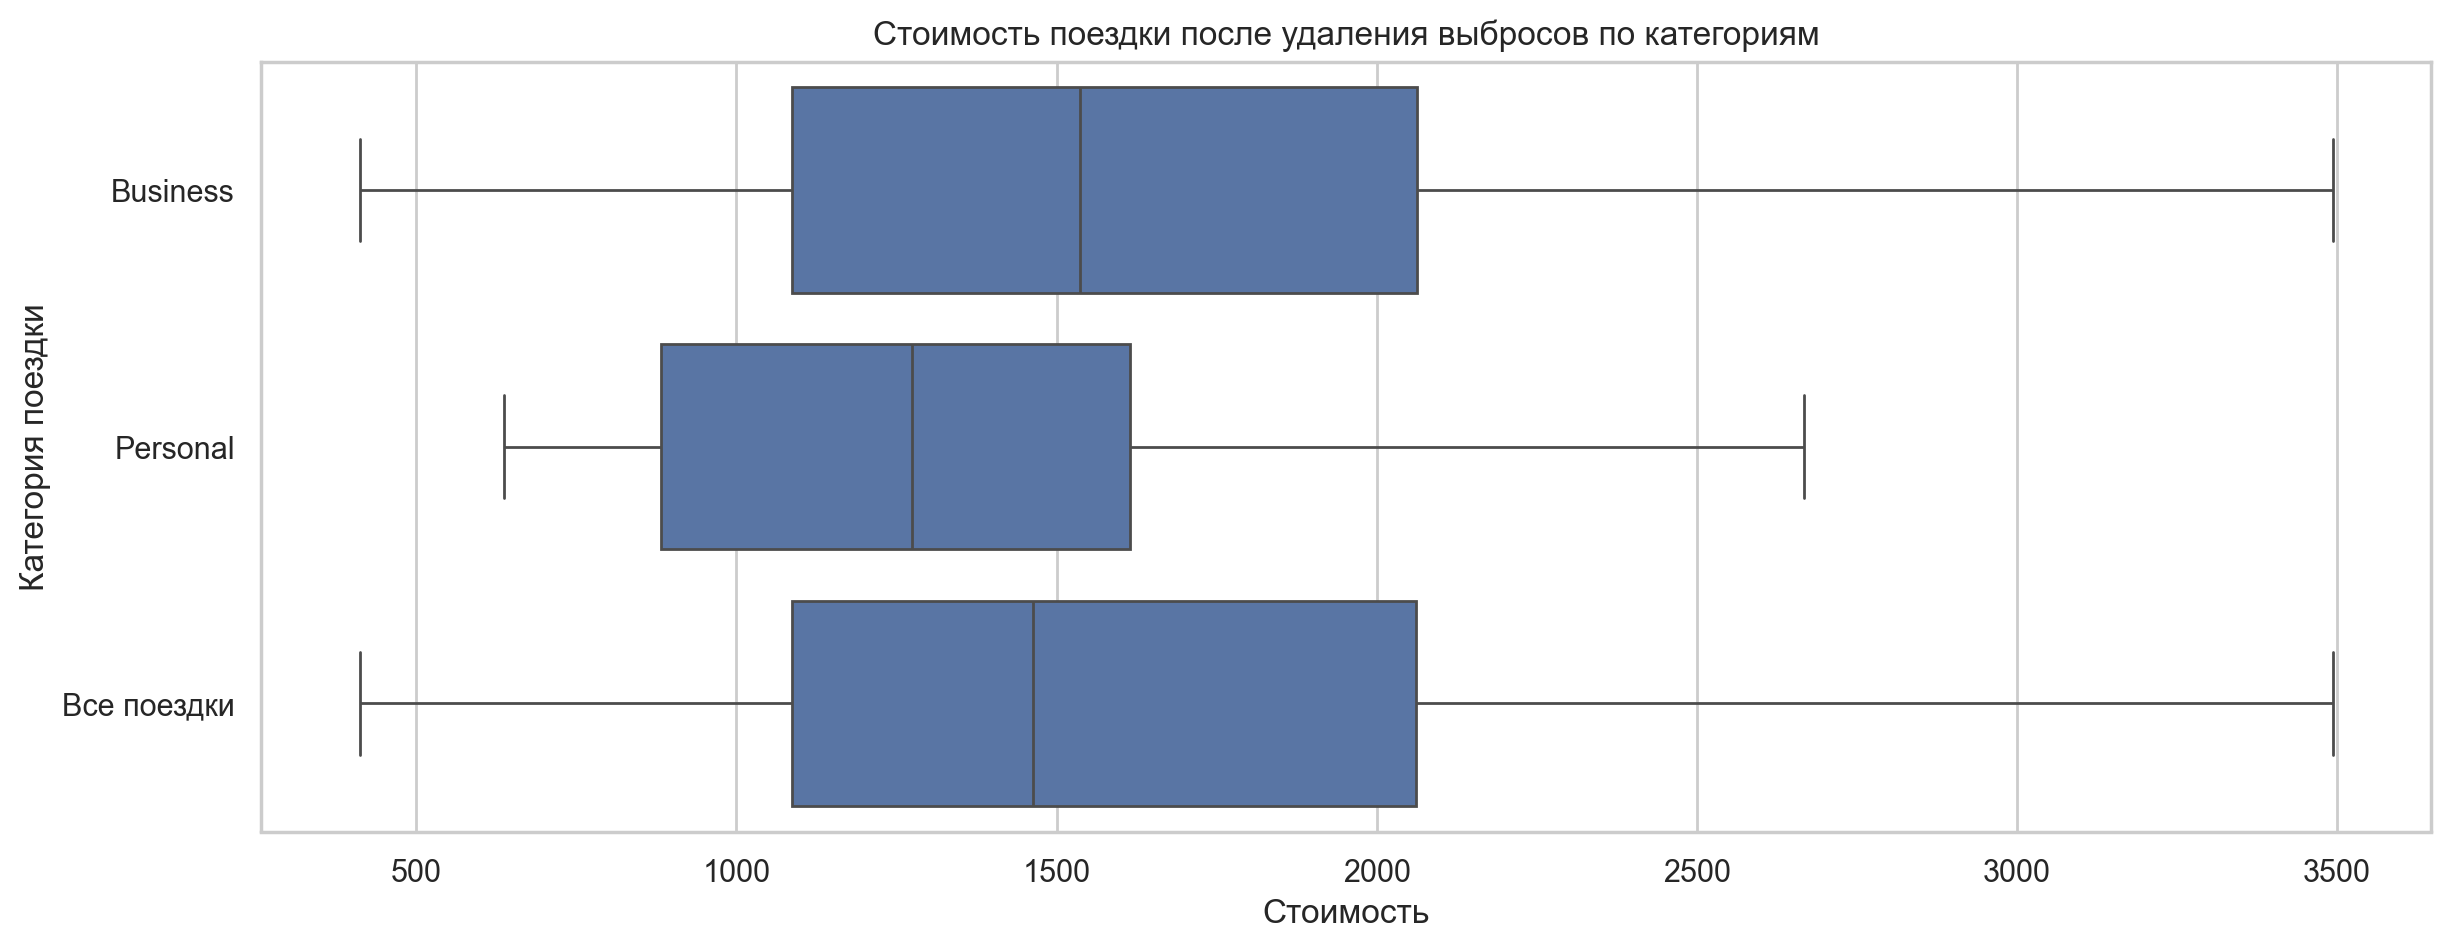 Стоимость поездки после удаления выбросов по категориям
Категория поездки
Business
Personal
Все поездки
500 1000 1500 2000 2500 3000 3500
Стоимость